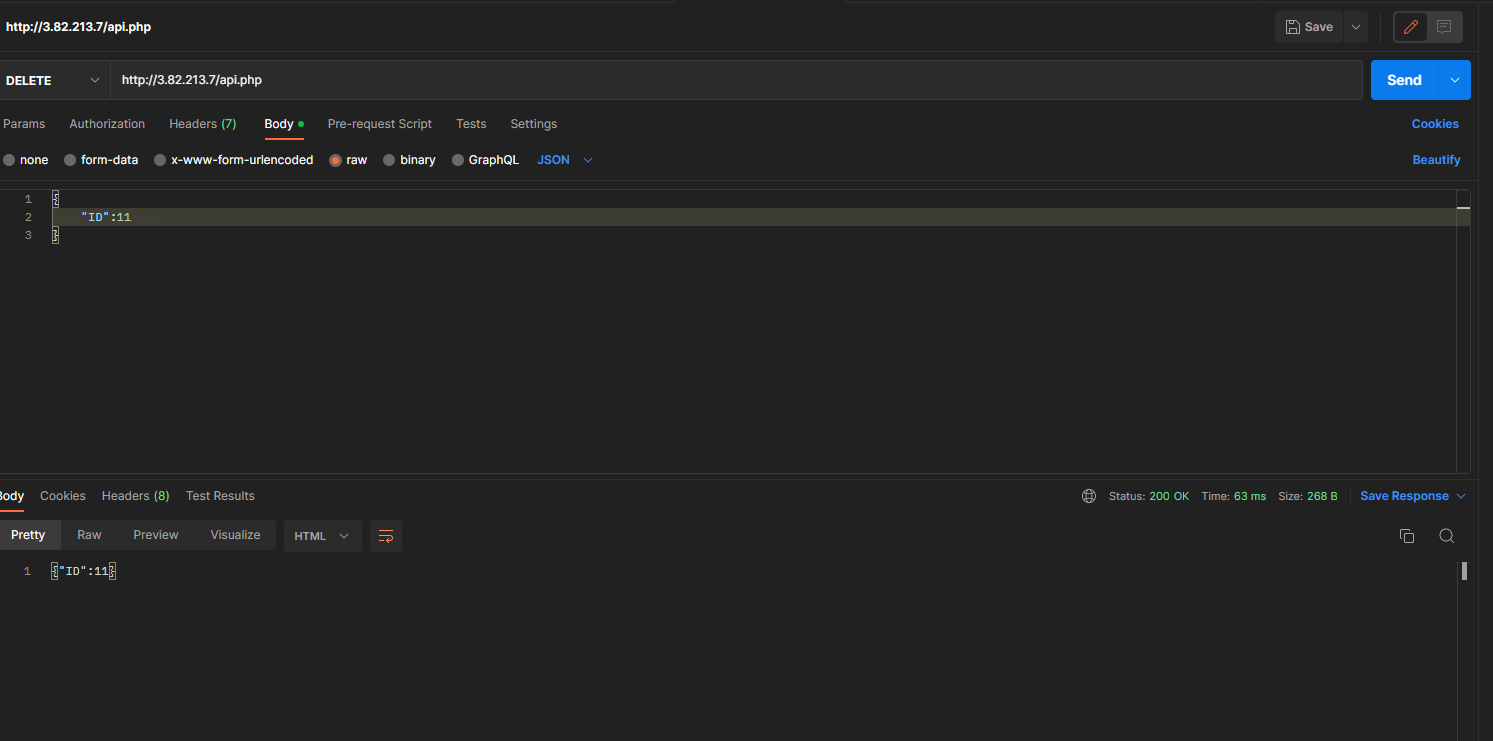 http://3.82.213.7/api.php Save
DELETE http://3.82.213.7/api.php Send
Params Authorization Headers (7) Body Pre-request Script Tests Settings Cookies
none form-data x-www-form-urlencoded raw binary GraphQL JSON Beautify
1 {
2 "ID":11
3 }
Body Cookies Headers (8) Test Results Status: 200 OK Time: 63 ms Size: 268 B Save Response
Pretty Raw Preview Visualize HTML
1 {"ID":11}